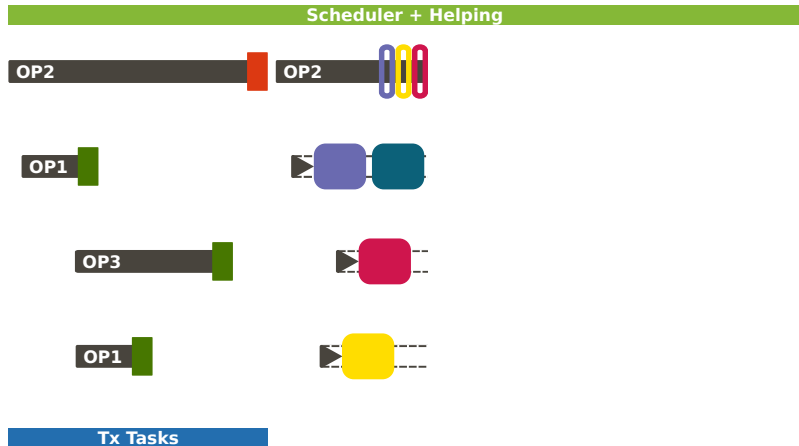 Scheduler + Helping
OP2 OP2
OP1
OP3
OP1
Tx Tasks